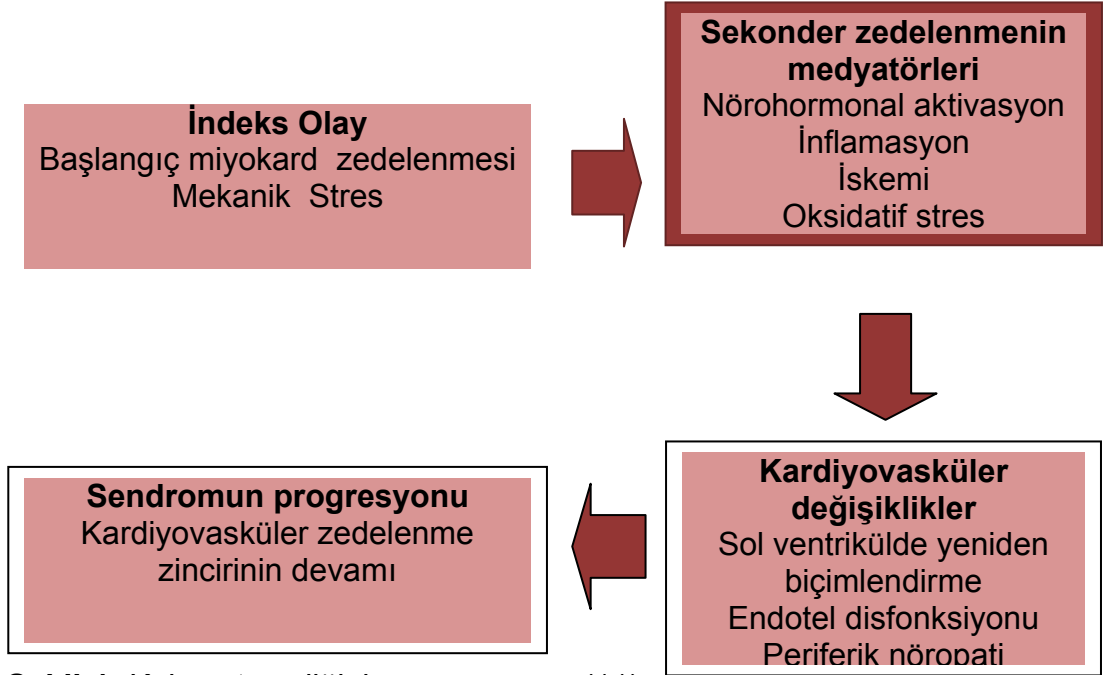 İndeks Olay
Başlangıç miyokard zedelenmesi
Mekanik Stres
Sekonder zedelenmenin
medyatörleri
Nörohormonal aktivasyon
İnflamasyon
İskemi
Oksidatif stres
Kardiyovasküler
değişiklikler
Sol ventrikülde yeniden
biçimlendirme
Endotel disfonksiyonu
Periferik nöropati
Sendromun progresyonu
Kardiyovasküler zedelenme
zincirinin devamı